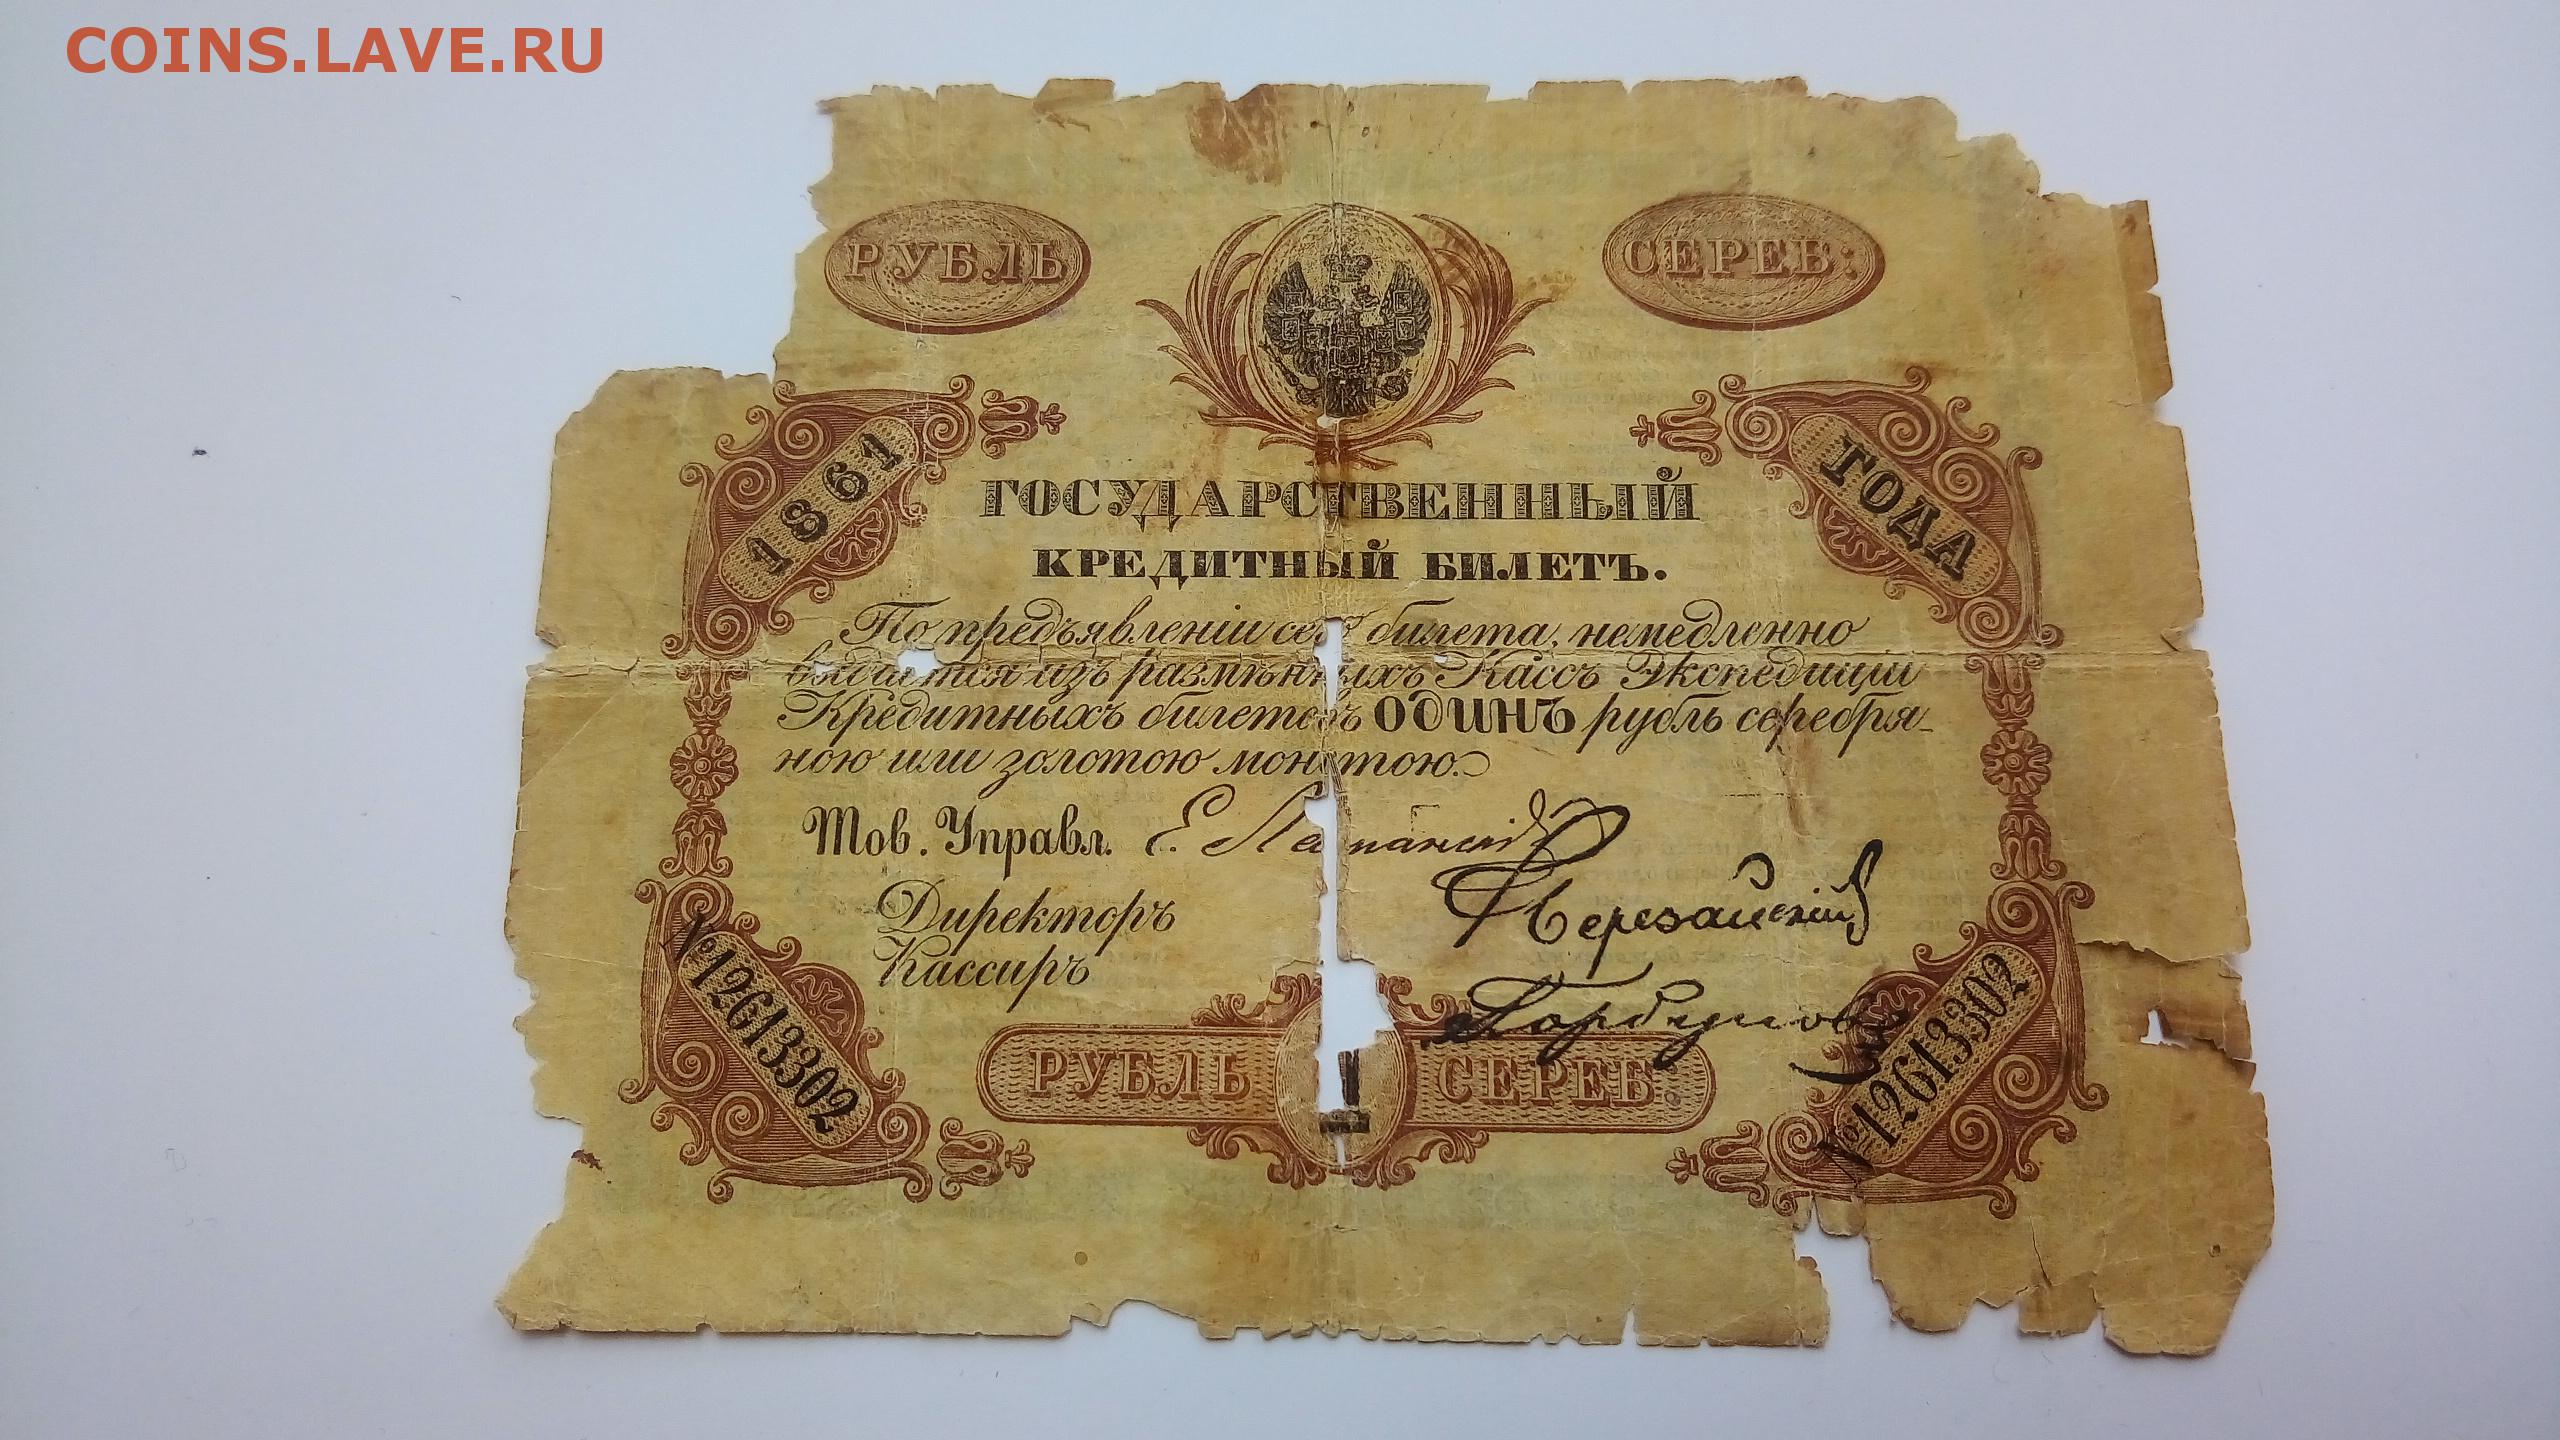 COINS.LAVE.RU
РУБЛЬ
СЕРЕБ:
1861
ГОДА
ГОСУДАРСТВЕННЫЙ
КРЕДИТНЫЙ БИЛЕТЪ.
По предъявленіи сего билета, немедленно
выдается изъ размѣнныхъ Кассъ Экспедиціи
Кредитныхъ билетовъ ОДИНЪ рубль серебря-
ною или золотою монетою.
Тов. Управл. Е. Ламанскій
Директоръ
Кассиръ
№12613302
№12613302
РУБЛЬ 1 СЕРЕБ.